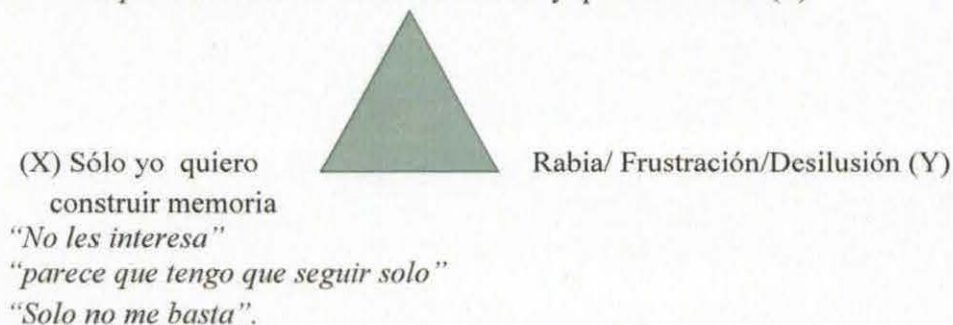 (X) Sólo yo quiero
construir memoria
Rabia/ Frustración/Desilusión (Y)
“No les interesa”
“parece que tengo que seguir solo”
“Solo no me basta”.